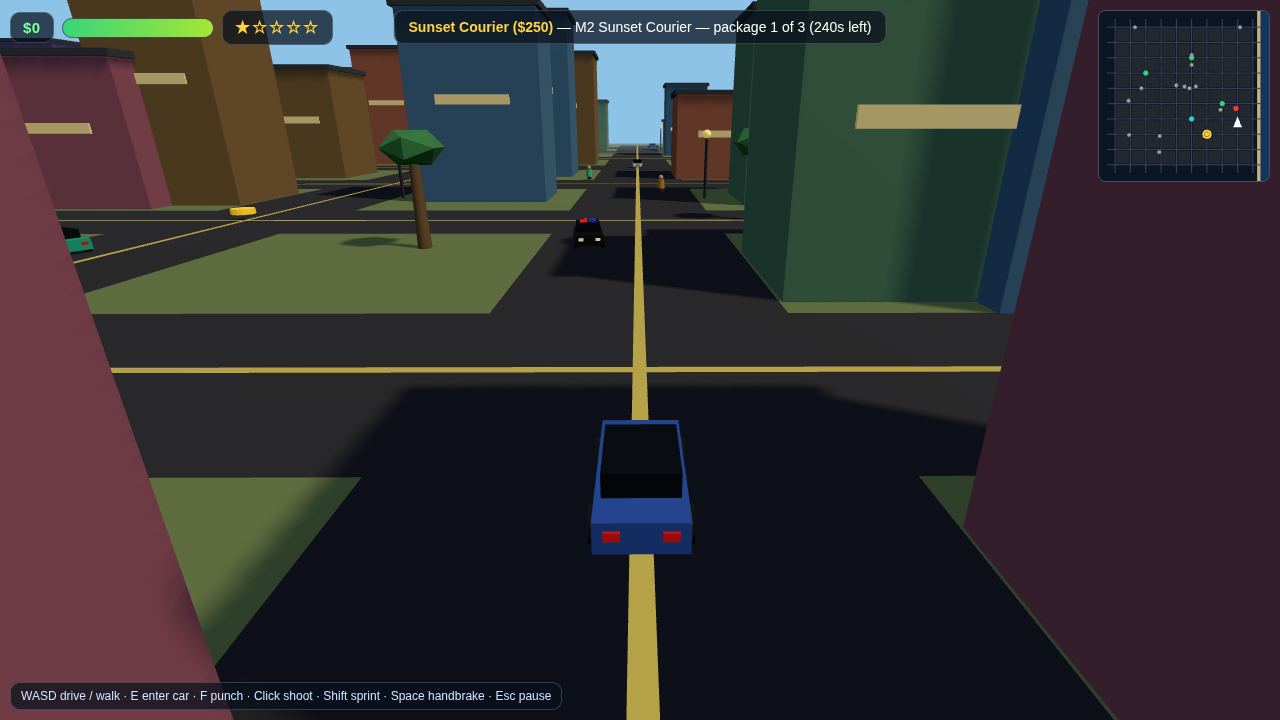 $0
★☆☆☆☆
Sunset Courier ($250) — M2 Sunset Courier — package 1 of 3 (240s left)
WASD drive / walk · E enter car · F punch · Click shoot · Shift sprint · Space handbrake · Esc pause